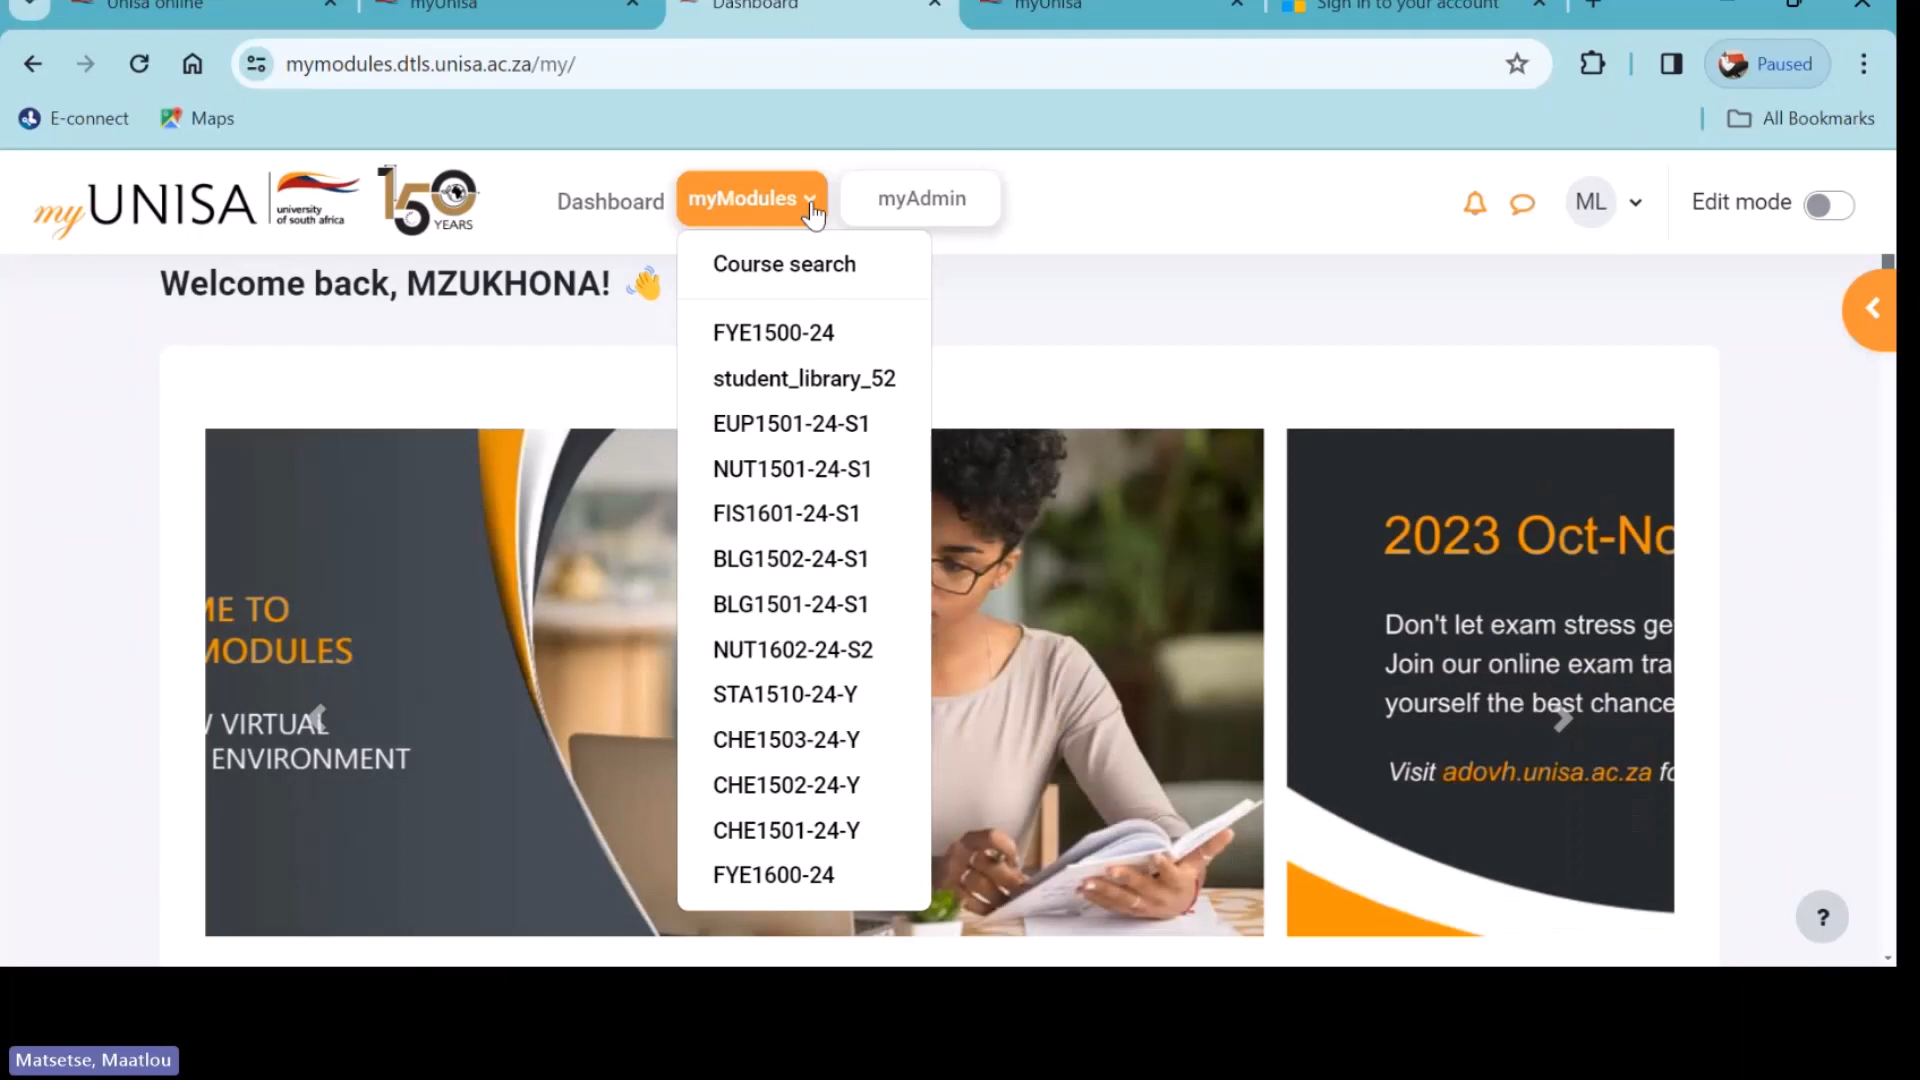 Unisa online
myUnisa
Dashboard
myUnisa
Sign in to your account
mymodules.dtls.unisa.ac.za/my/
Paused
E-connect
Maps
All Bookmarks
myUNISA
university
of south africa
150
YEARS
Dashboard
myModules
myAdmin
ML
Edit mode
Welcome back, MZUKHONA! 👋
Course search
FYE1500-24
student_library_52
EUP1501-24-S1
NUT1501-24-S1
FIS1601-24-S1
BLG1502-24-S1
BLG1501-24-S1
NUT1602-24-S2
STA1510-24-Y
CHE1503-24-Y
CHE1502-24-Y
CHE1501-24-Y
FYE1600-24
ME TO
MODULES
VIRTUAL
ENVIRONMENT
2023 Oct-No
Don't let exam stress ge
Join our online exam tra
yourself the best chance
Visit adovh.unisa.ac.za fo
?
Matsetse, Maatlou